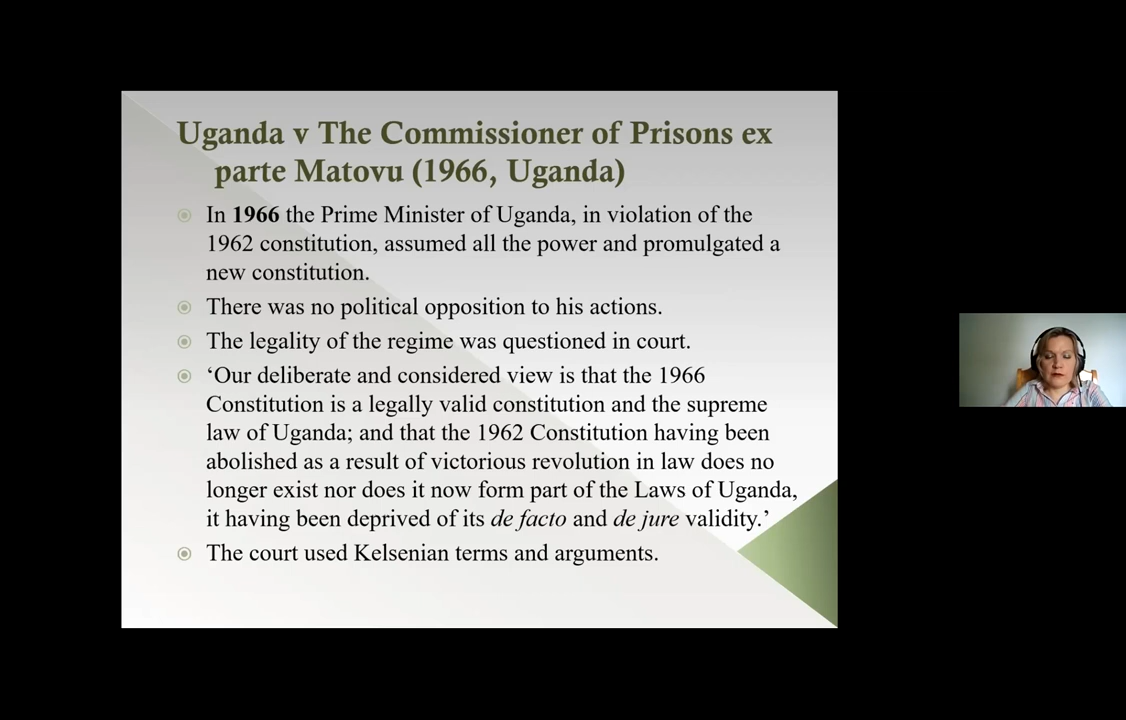 Uganda v The Commissioner of Prisons ex
parte Matovu (1966, Uganda)
In 1966 the Prime Minister of Uganda, in violation of the
1962 constitution, assumed all the power and promulgated a
new constitution.
There was no political opposition to his actions.
The legality of the regime was questioned in court.
‘Our deliberate and considered view is that the 1966
Constitution is a legally valid constitution and the supreme
law of Uganda; and that the 1962 Constitution having been
abolished as a result of victorious revolution in law does no
longer exist nor does it now form part of the Laws of Uganda,
it having been deprived of its de facto and de jure validity.’
The court used Kelsenian terms and arguments.